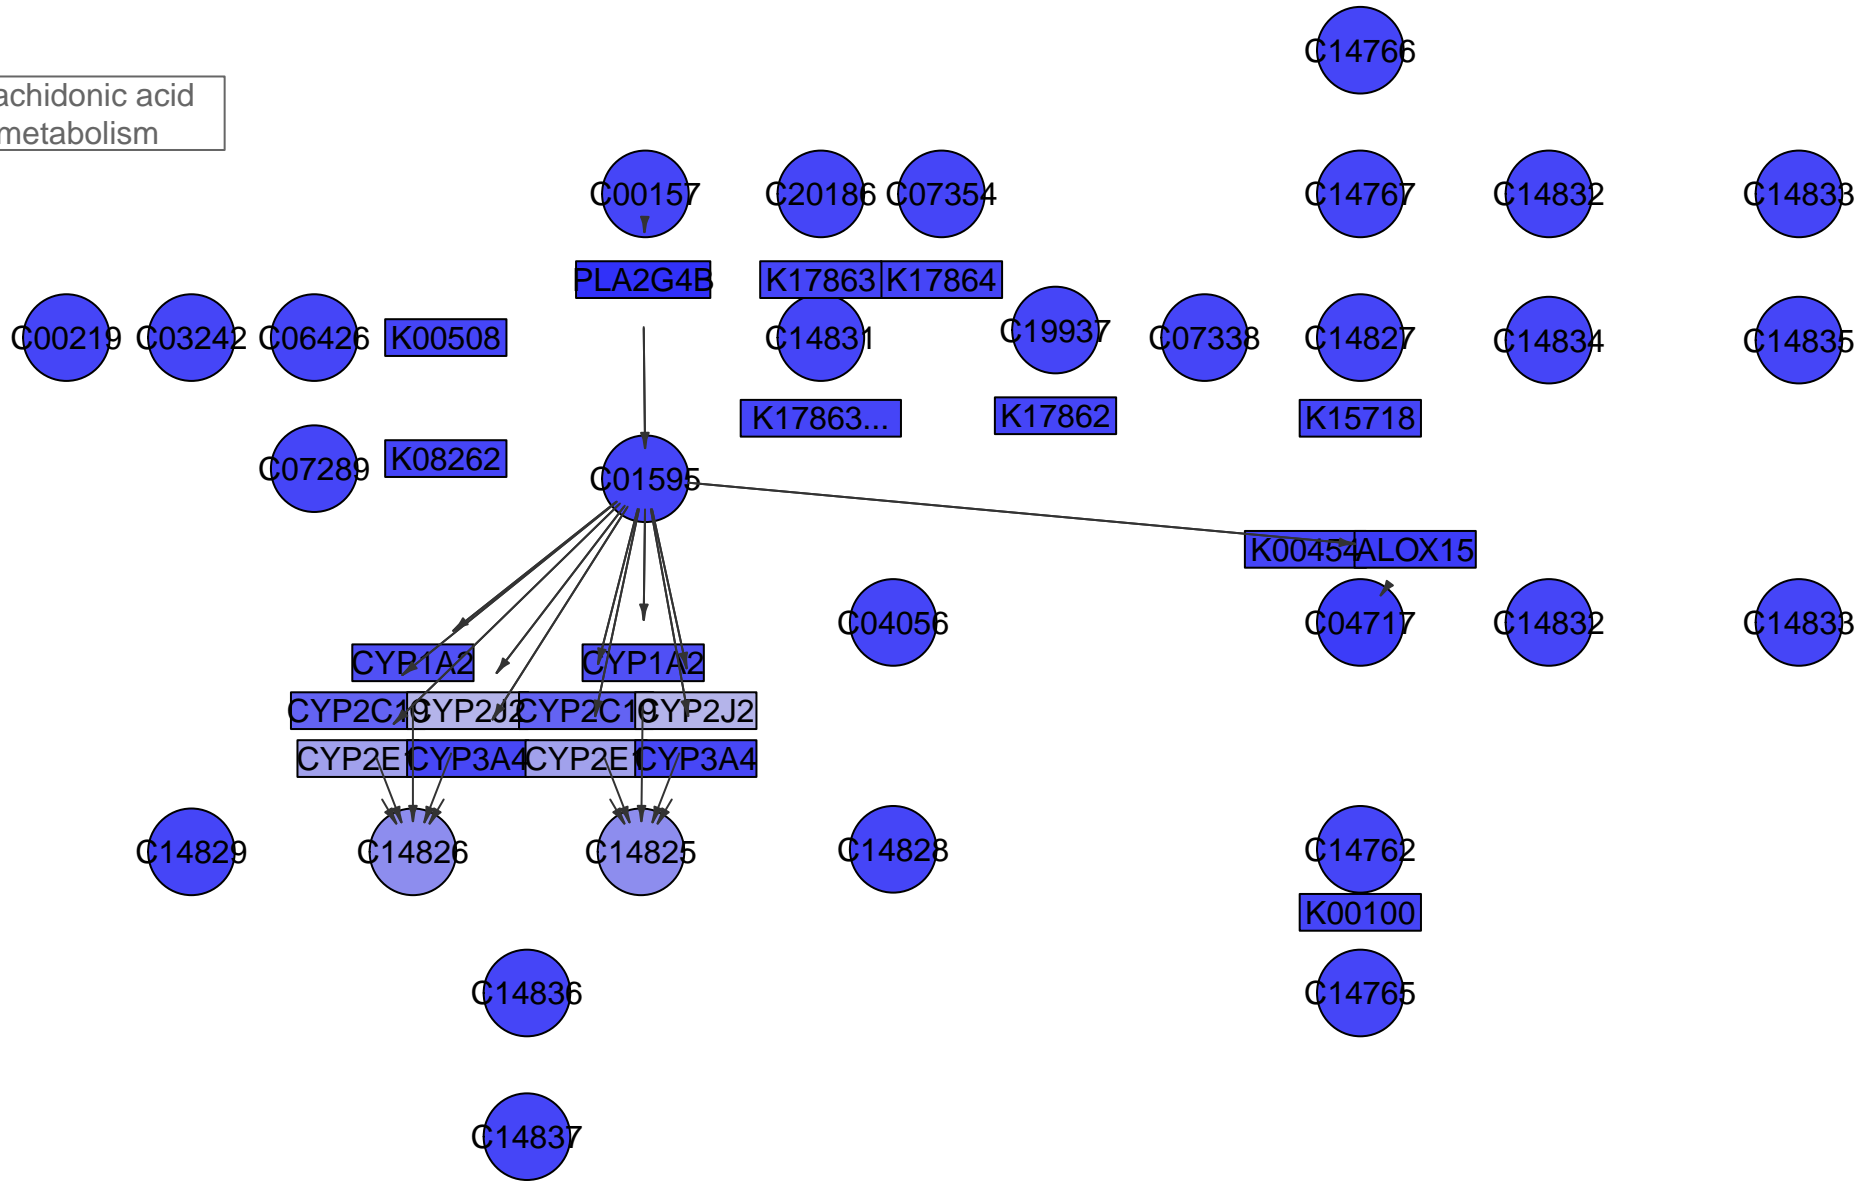 C14766
achidonic acid
metabolism
C00157
C20186
C07354
C14767
C14832
C14833
PLA2G4B
K17863
K17864
C00219
C03242
C06426
K00508
C14831
C19937
C07338
C14827
C14834
C14835
K17863...
K17862
K15718
C07289
K08262
C01595
K00454
ALOX15
C04056
C04717
C14832
C14833
CYP1A2
CYP1A2
CYP2C19
CYP2J2
CYP2C19
CYP2J2
CYP2E1
CYP3A4
CYP2E1
CYP3A4
C14829
C14826
C14825
C14828
C14762
K00100
C14836
C14765
C14837